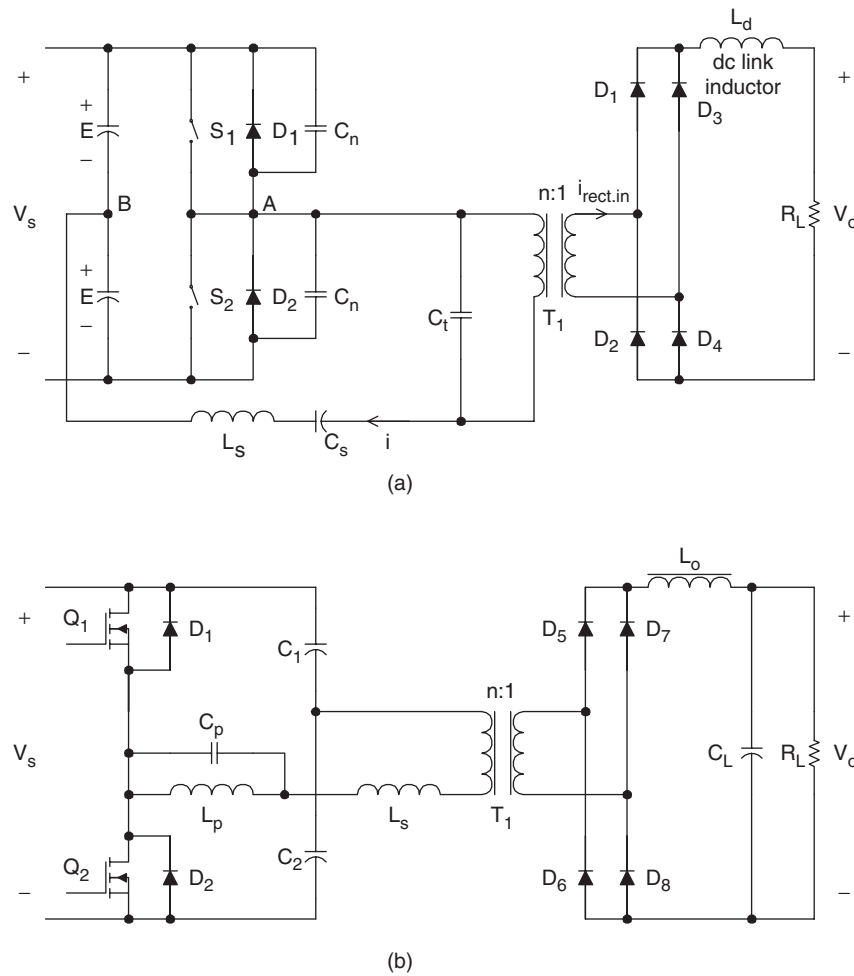 L_d
dc link
inductor
+
+
E
−
S_1
D_1
C_n
D_1
D_3
+
V_s
B
A
n:1
i_rect.in
R_L
V_o
+
E
−
S_2
D_2
C_n
C_t
T_1
D_2
D_4
−
−
L_s
C_s
i
(a)
L_o
+
Q_1
D_1
C_1
D_5
D_7
+
n:1
V_s
C_p
C_L
R_L
V_o
L_p
L_s
T_1
Q_2
D_2
C_2
D_6
D_8
−
−
(b)